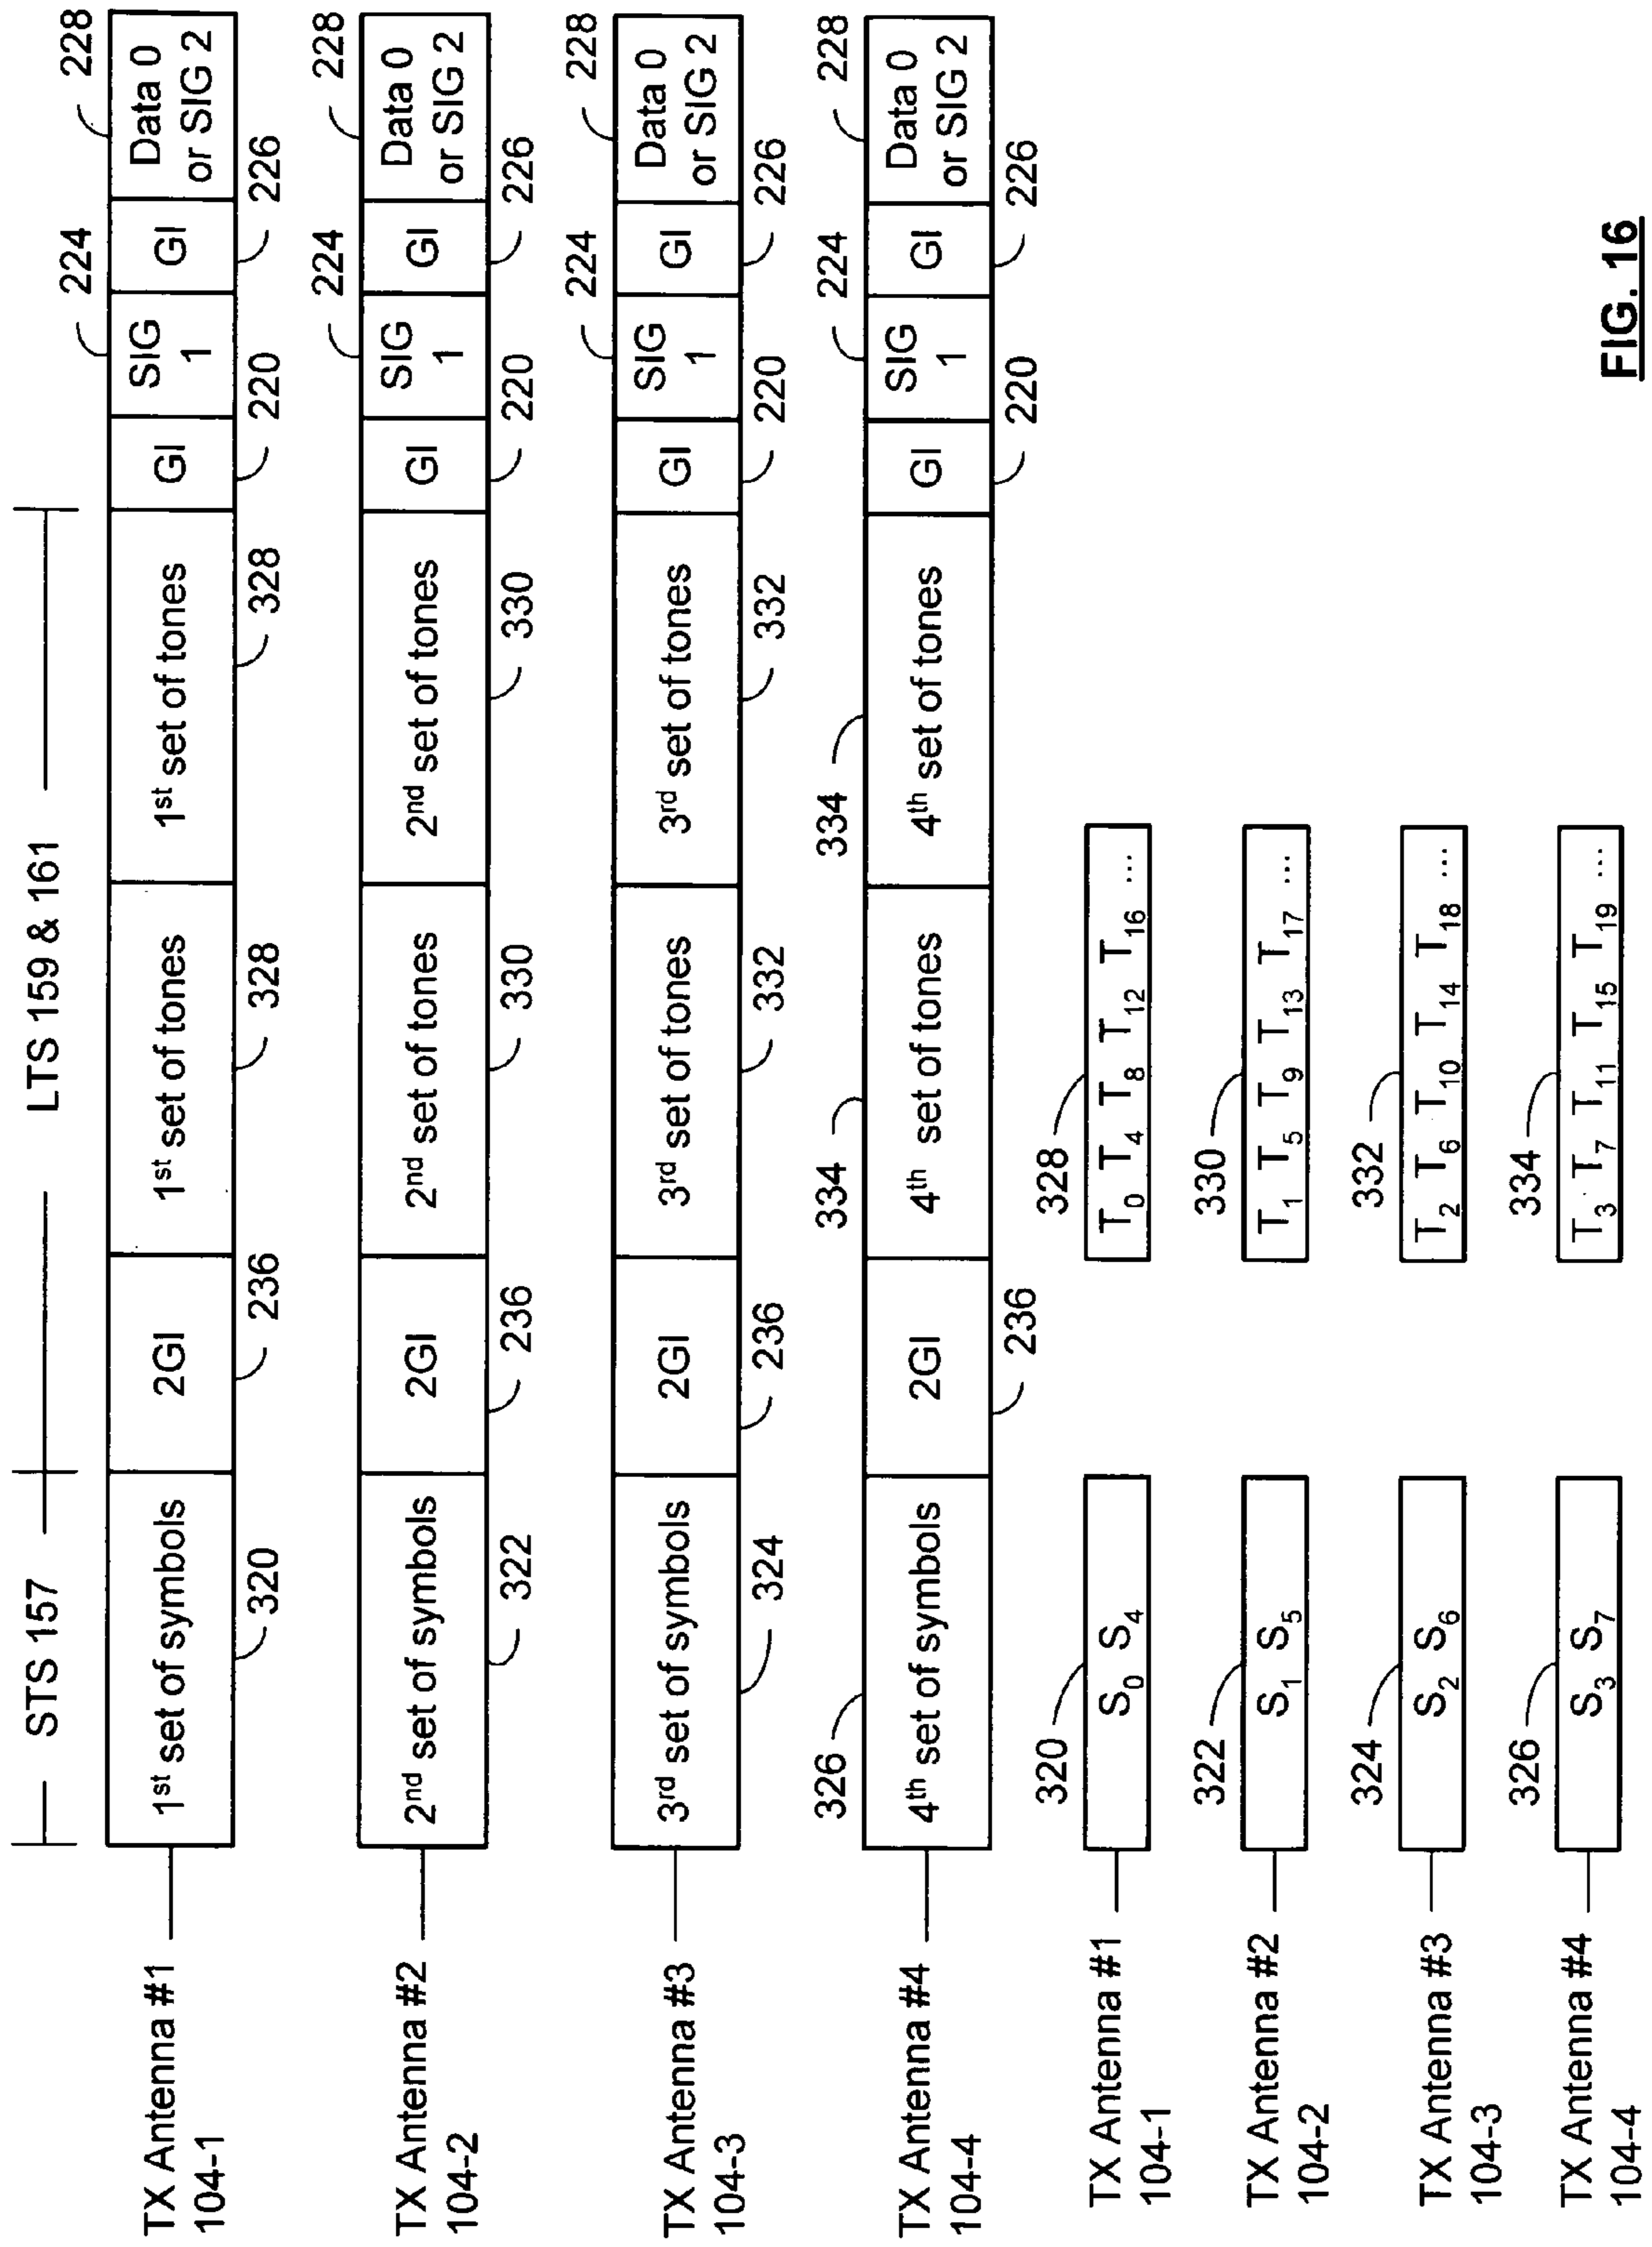 STS 157
LTS 159 & 161
TX Antenna #1
104-1
1st set of symbols
2GI
1st set of tones
1st set of tones
GI
SIG
1
GI
Data 0
or SIG 2
224
228
320
236
328
328
220
226
TX Antenna #2
104-2
2nd set of symbols
2GI
2nd set of tones
2nd set of tones
GI
SIG
1
GI
Data 0
or SIG 2
224
228
322
236
330
330
220
226
TX Antenna #3
104-3
3rd set of symbols
2GI
3rd set of tones
3rd set of tones
GI
SIG
1
GI
Data 0
or SIG 2
224
228
324
236
332
332
220
226
TX Antenna #4
104-4
326
334
334
224
228
4th set of symbols
2GI
4th set of tones
4th set of tones
GI
SIG
1
GI
Data 0
or SIG 2
236
220
226
TX Antenna #1
104-1
320
S0 S4
328
T0 T4 T8 T12 T16 ...
TX Antenna #2
104-2
322
S1 S5
330
T1 T5 T9 T13 T17 ...
TX Antenna #3
104-3
324
S2 S6
332
T2 T6 T10 T14 T18 ...
TX Antenna #4
104-4
326
S3 S7
334
T3 T7 T11 T15 T19 ...
FIG. 16